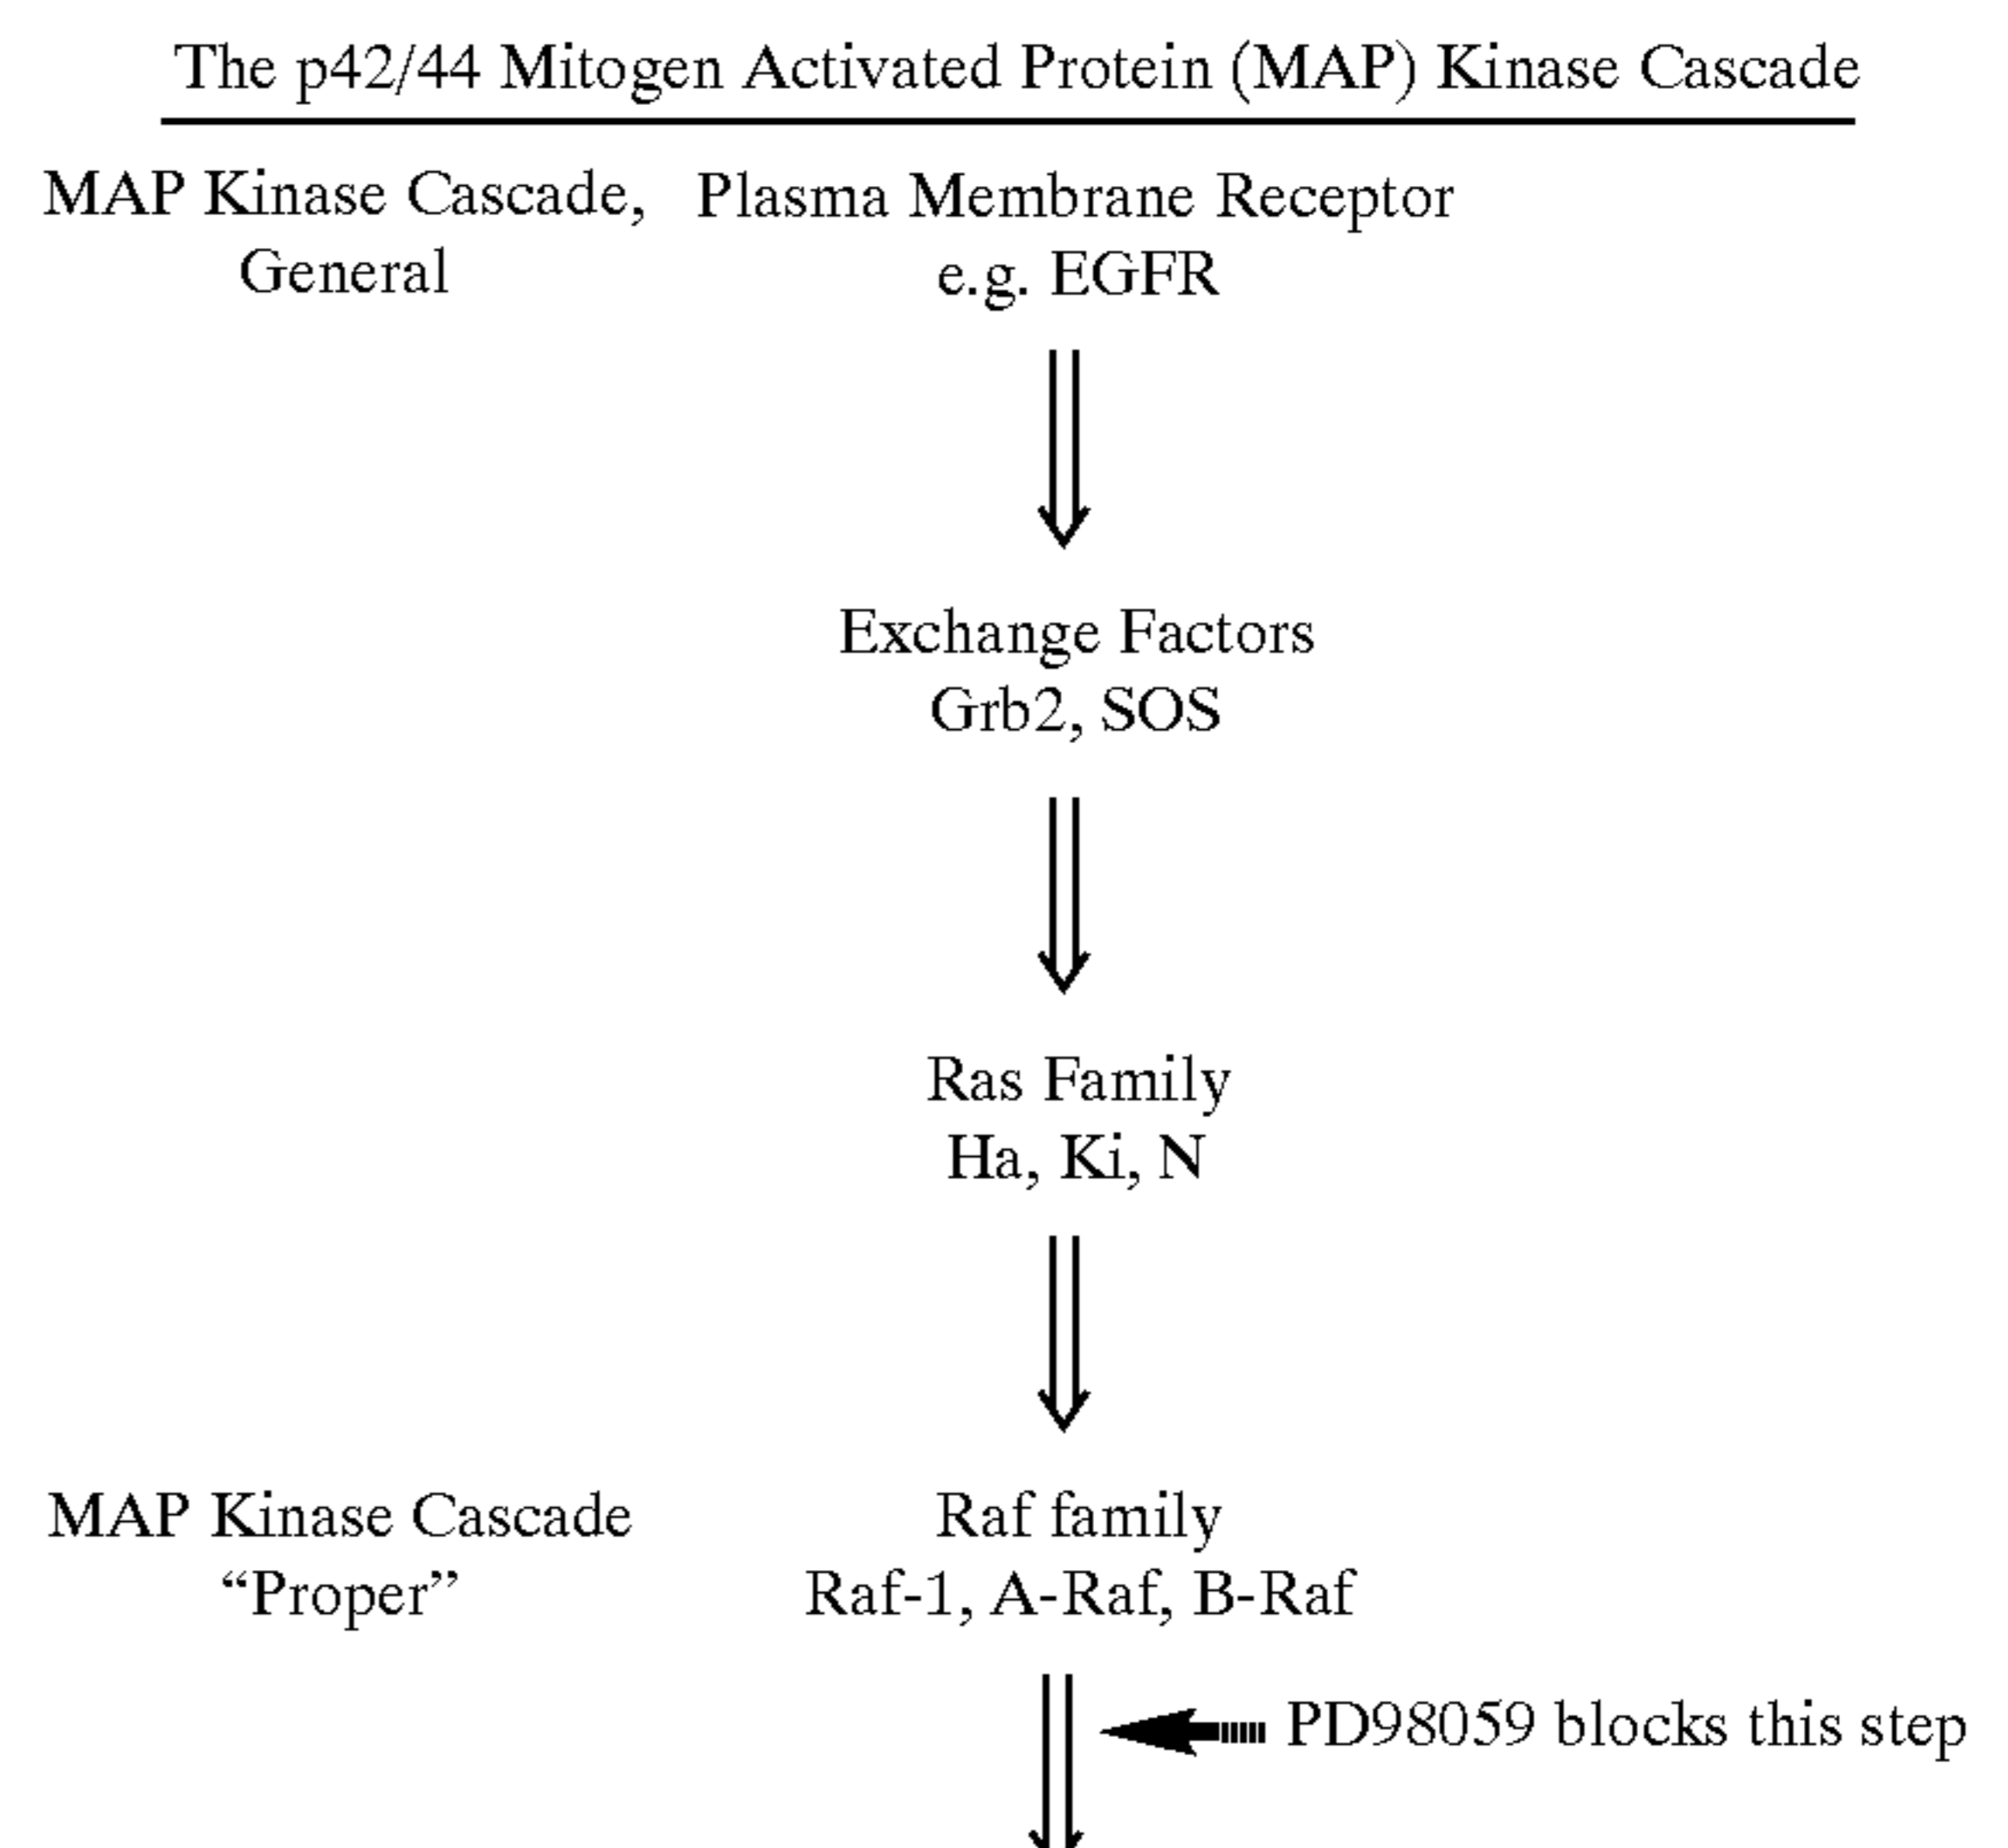 The p42/44 Mitogen Activated Protein (MAP) Kinase Cascade
MAP Kinase Cascade,
General
Plasma Membrane Receptor
e.g. EGFR
Exchange Factors
Grb2, SOS
Ras Family
Ha, Ki, N
MAP Kinase Cascade
“Proper”
Raf family
Raf-1, A-Raf, B-Raf
PD98059 blocks this step